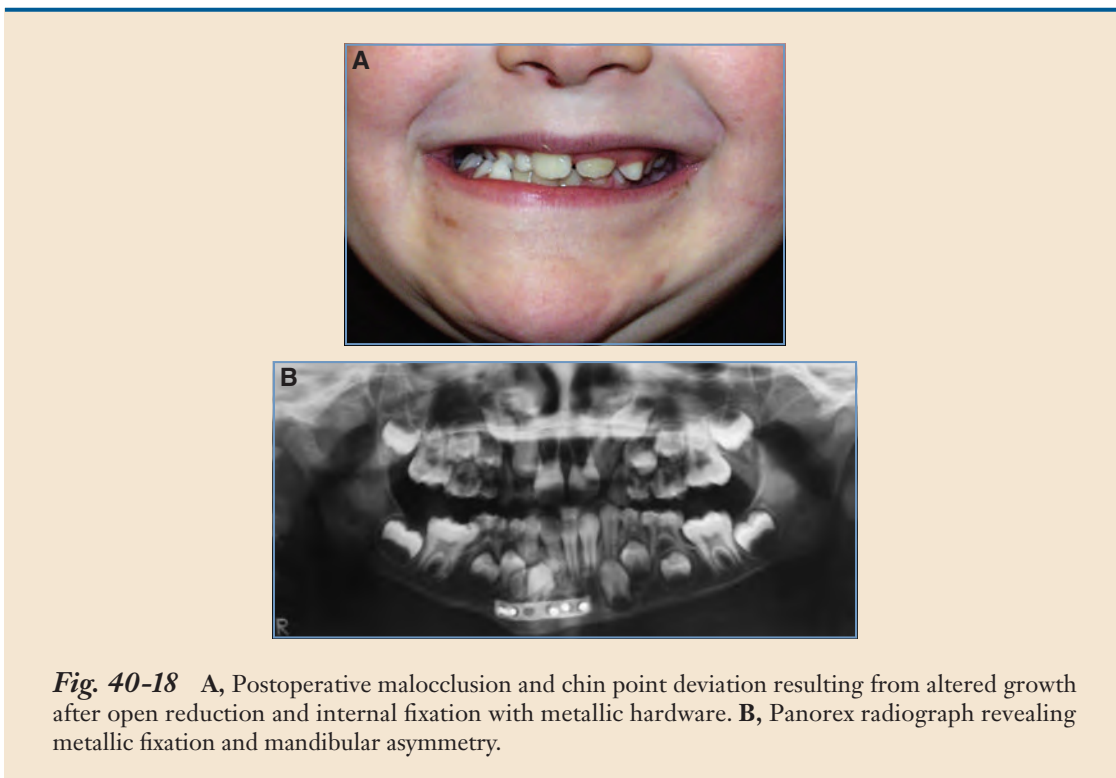 A
B
R
Fig. 40-18 A, Postoperative malocclusion and chin point deviation resulting from altered growth
after open reduction and internal fixation with metallic hardware. B, Panorex radiograph revealing
metallic fixation and mandibular asymmetry.